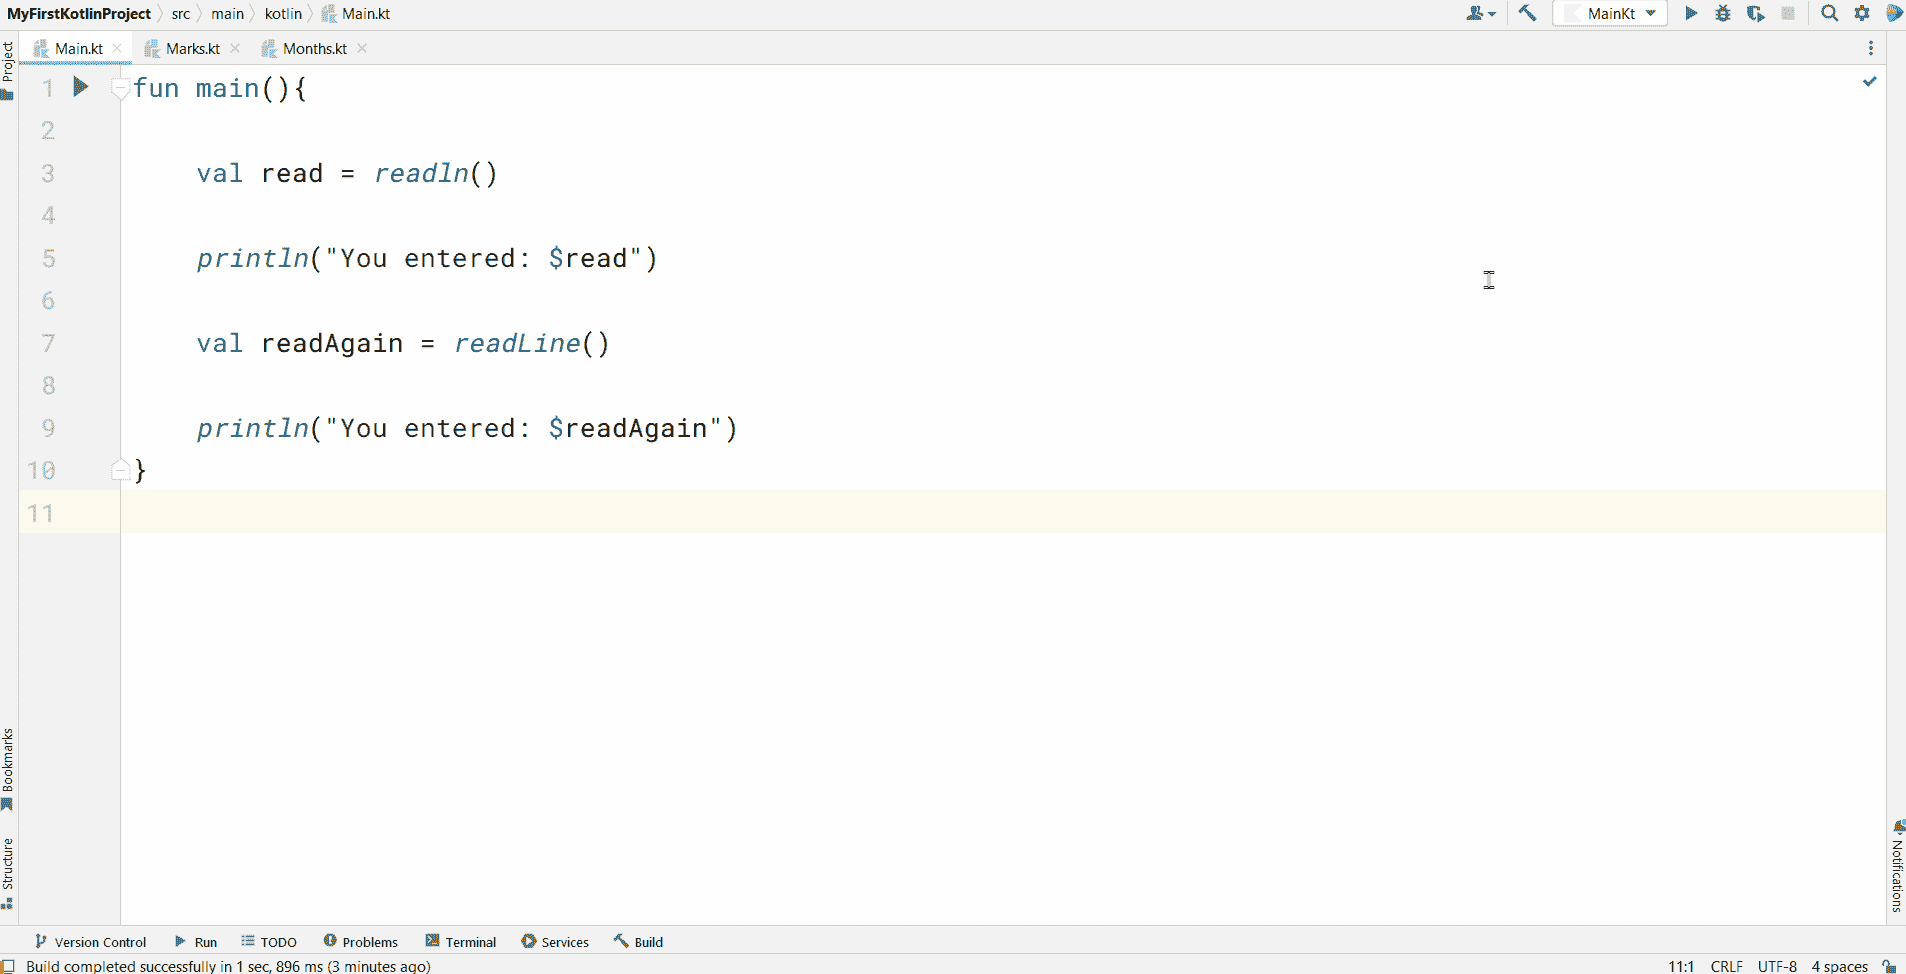 MyFirstKotlinProject src main kotlin Main.kt MainKt
Main.kt Marks.kt Months.kt
Project
1 fun main(){
2
3 val read = readln()
4
5 println("You entered: $read")
6
7 val readAgain = readLine()
8
9 println("You entered: $readAgain")
10 }
11
Bookmarks
Structure
Notifications
Version Control Run TODO Problems Terminal Services Build
Build completed successfully in 1 sec, 896 ms (3 minutes ago) 11:1 CRLF UTF-8 4 spaces